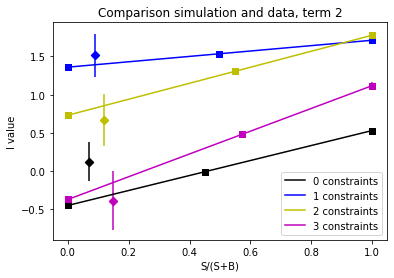 Comparison simulation and data, term 2
I value
1.5
1.0
0.5
0.0
−0.5
0.0
0.2
0.4
0.6
0.8
1.0
S/(S+B)
0 constraints
1 constraints
2 constraints
3 constraints